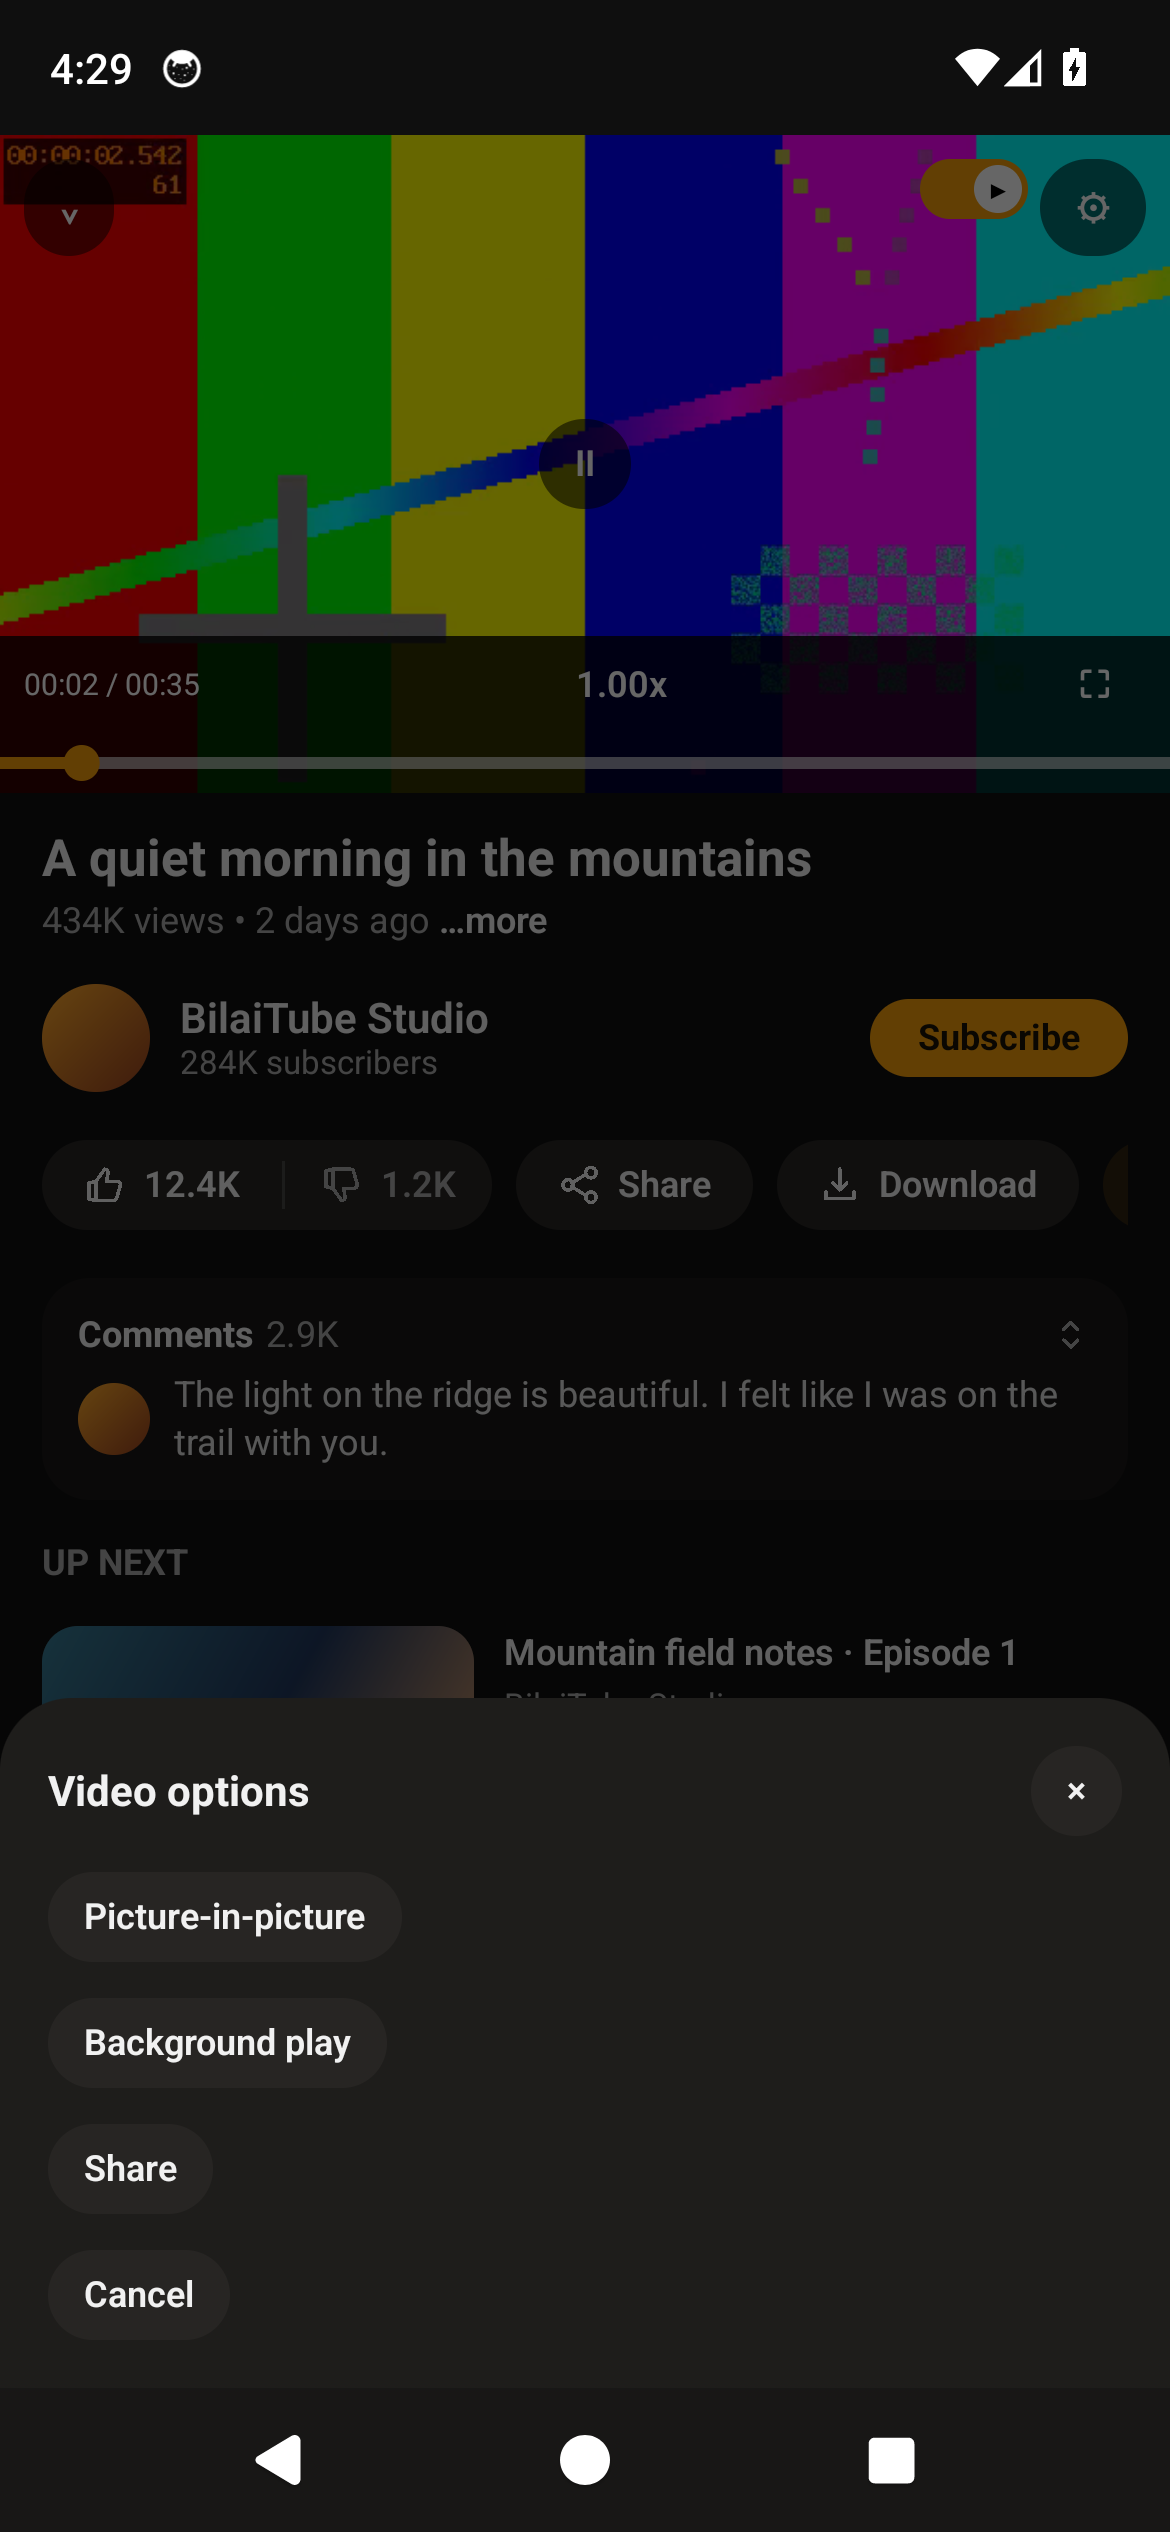 4:29
00:00:02.542
61
00:02 / 00:35
1.00x
A quiet morning in the mountains
434K views • 2 days ago ...more
BilaiTube Studio
284K subscribers
Subscribe
12.4K
1.2K
Share
Download
Comments 2.9K
The light on the ridge is beautiful. I felt like I was on the
trail with you.
UP NEXT
Mountain field notes · Episode 1
BilaiTube Studio
Video options
×
Picture-in-picture
Background play
Share
Cancel